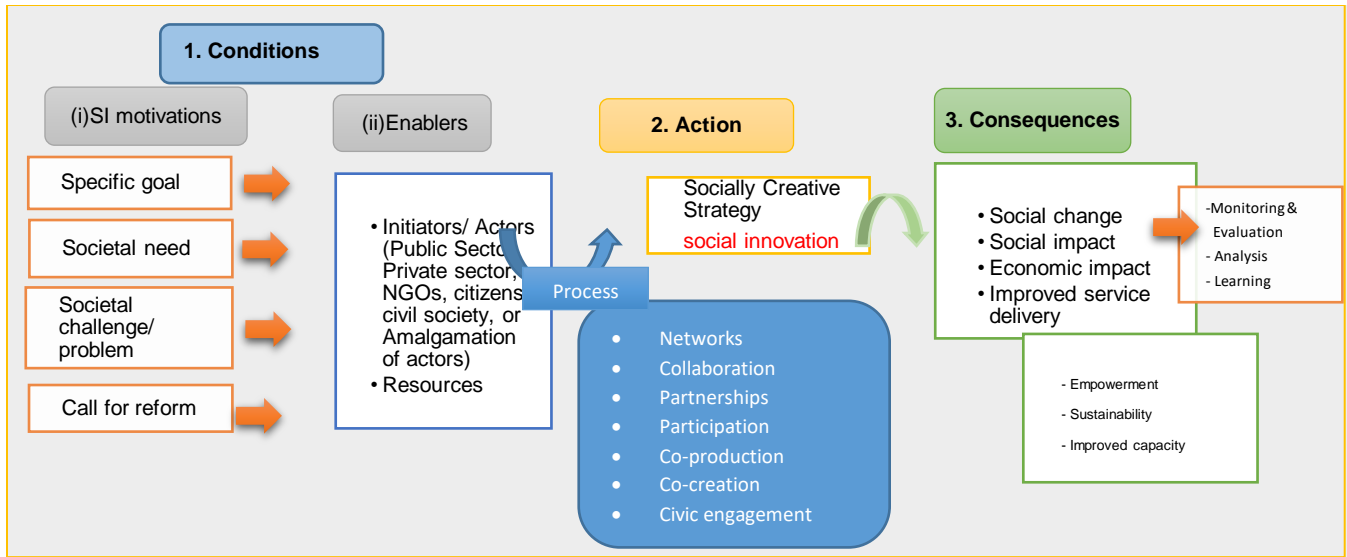 1. Conditions
(i)SI motivations
Specific goal
Societal need
Societal
challenge/
problem
Call for reform
(ii)Enablers
• Initiators/ Actors
(Public Sector,
Private sector,
NGOs, citizens
civil society, or
Amalgamation
of actors)
• Resources
Process
2. Action
Socially Creative
Strategy
social innovation
• Networks
• Collaboration
• Partnerships
• Participation
• Co-production
• Co-creation
• Civic engagement
3. Consequences
• Social change
• Social impact
• Economic impact
• Improved service
delivery
-Monitoring &
Evaluation
- Analysis
- Learning
- Empowerment
- Sustainability
- Improved capacity